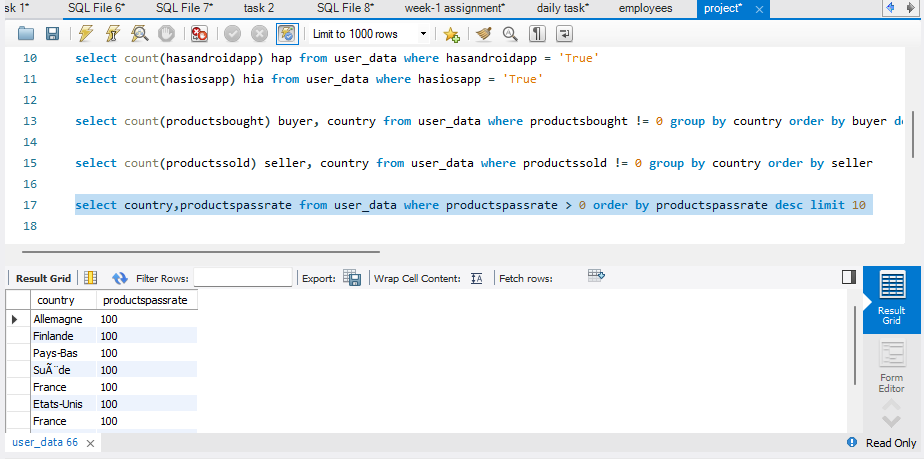 sk 1* SQL File 6* SQL File 7* task 2 SQL File 8* week-1 assignment* daily task* employees project*
Limit to 1000 rows
10 select count(hasandroidapp) hap from user_data where hasandroidapp = 'True'
11 select count(hasiosapp) hia from user_data where hasiosapp = 'True'
12
13 select count(productsbought) buyer, country from user_data where productsbought != 0 group by country order by buyer de
14
15 select count(productssold) seller, country from user_data where productssold != 0 group by country order by seller
16
17 select country,productspassrate from user_data where productspassrate > 0 order by productspassrate desc limit 10
18
Result Grid Filter Rows: Export: Wrap Cell Content: Fetch rows:
country productspassrate
Allemagne 100
Finlande 100
Pays-Bas 100
SuÃ¨de 100
France 100
Etats-Unis 100
France 100
Result Grid
Form Editor
user_data 66
Read Only